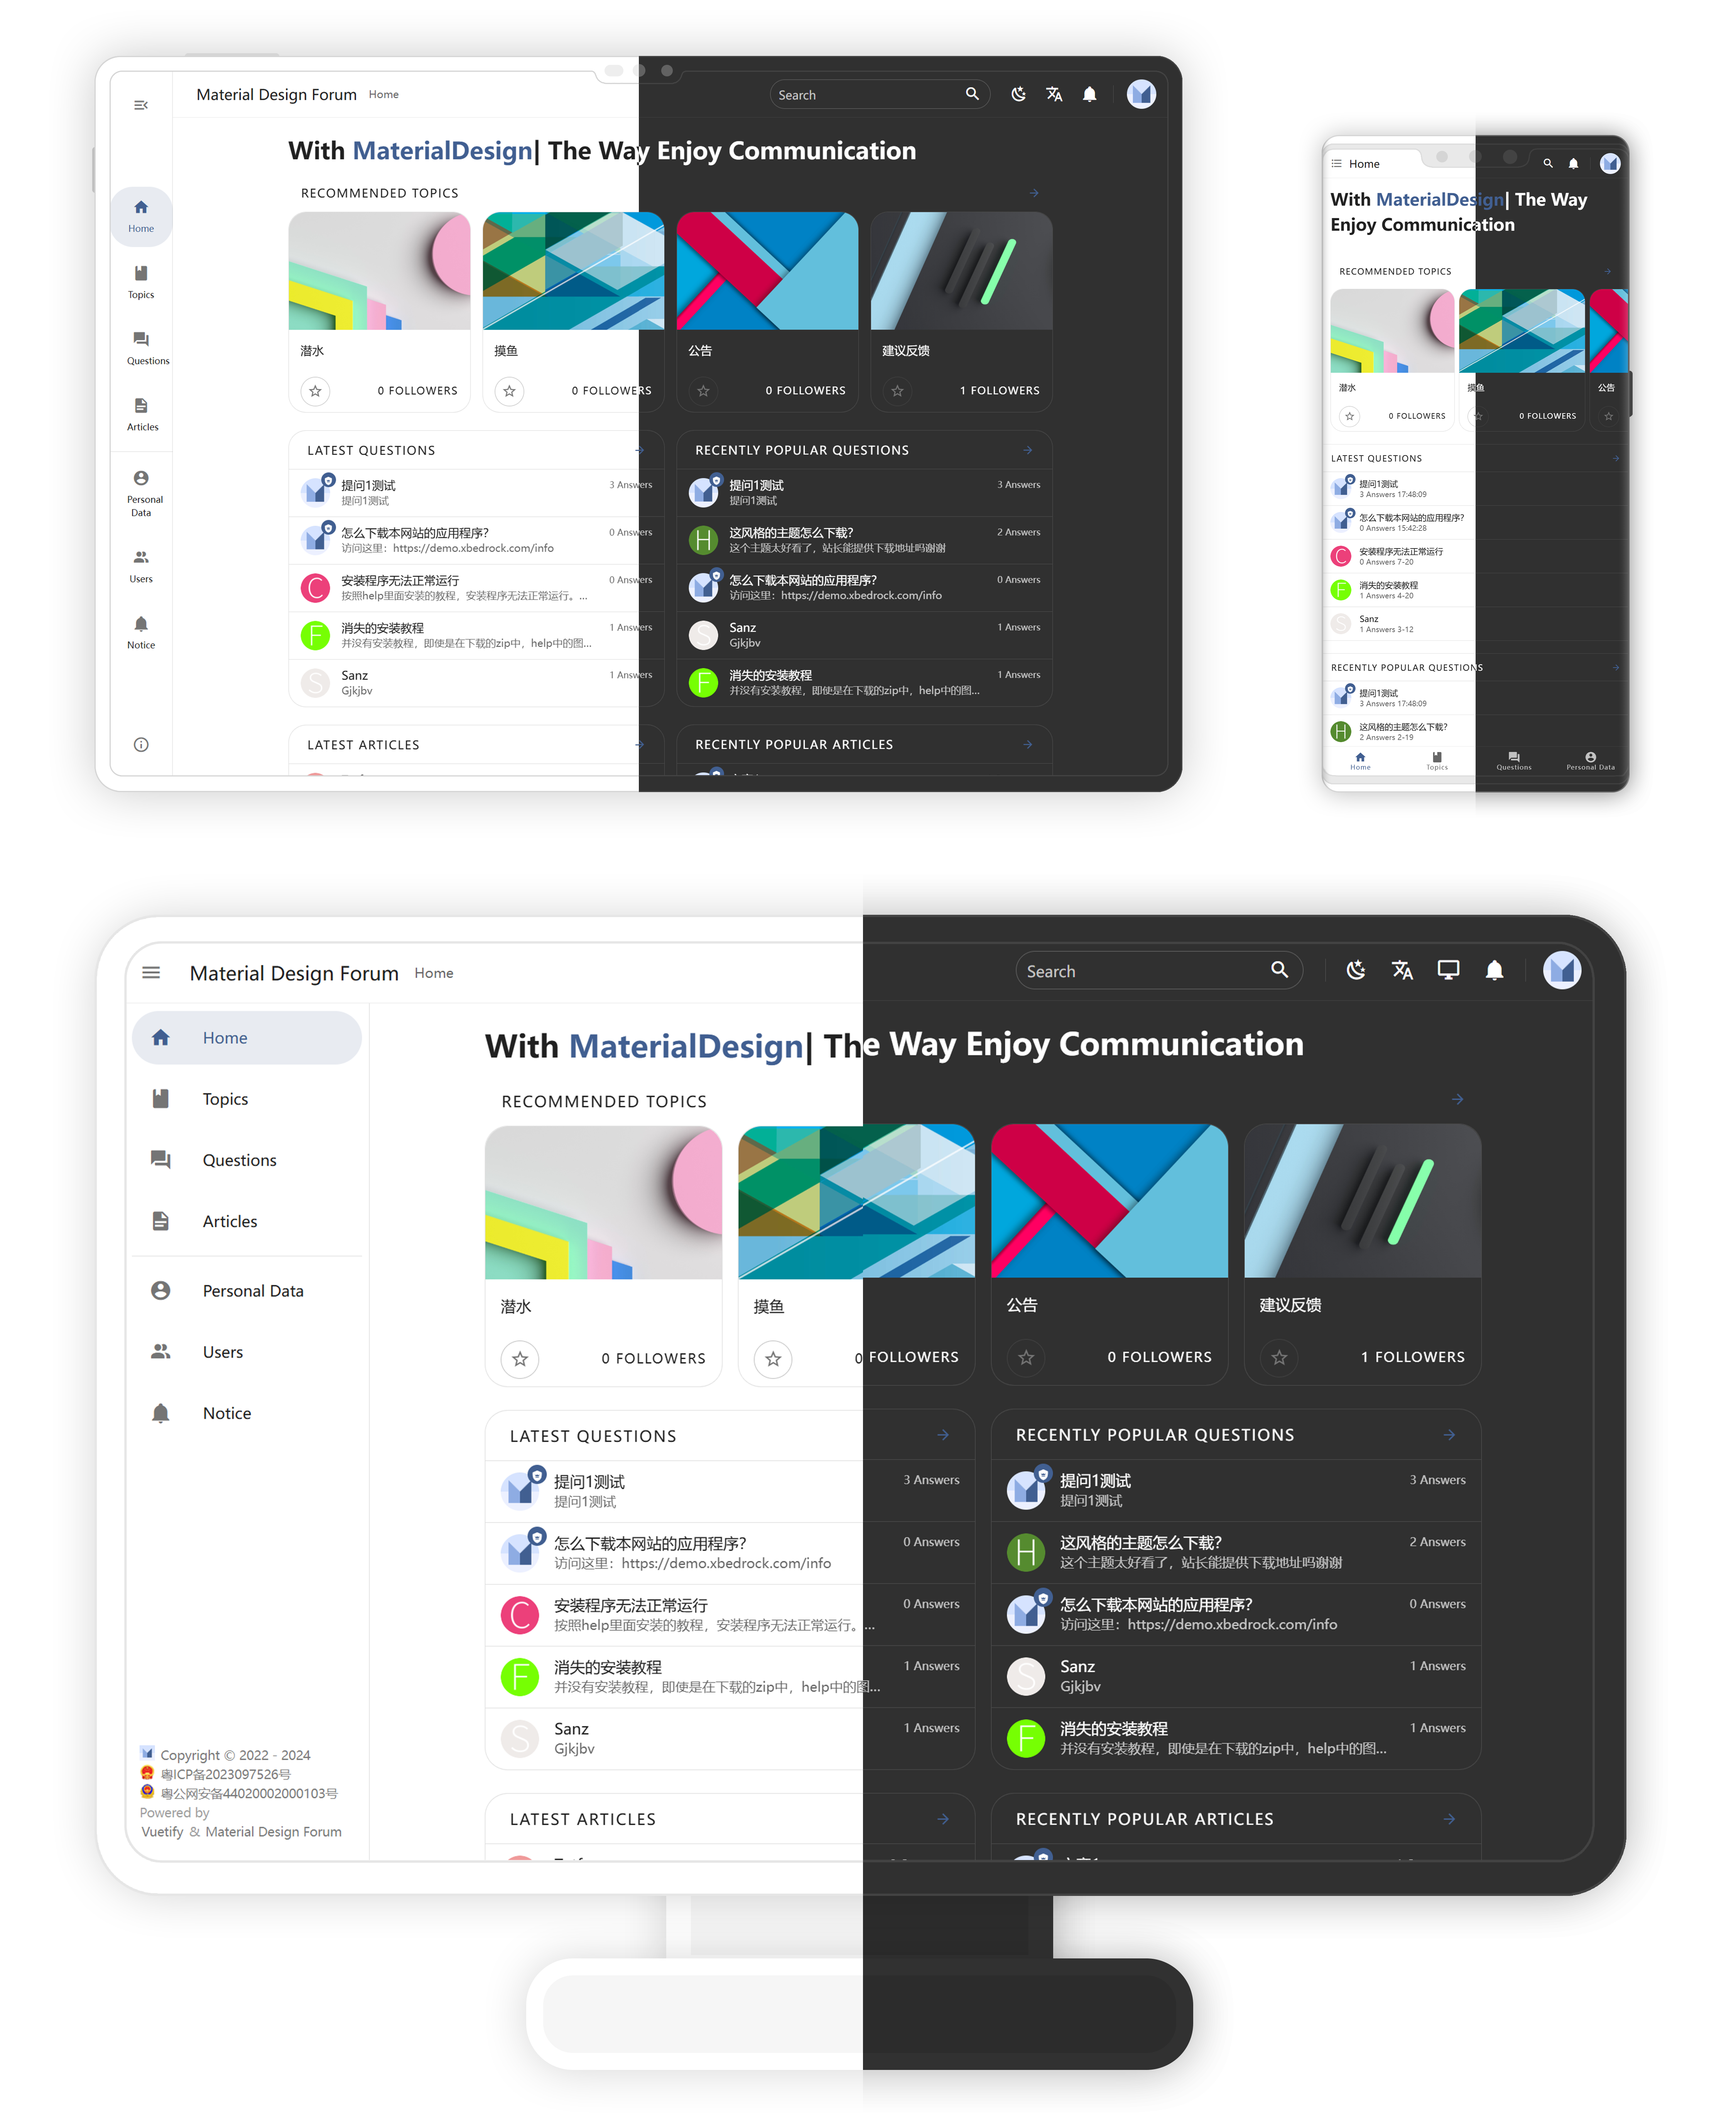 Material Design Forum Home
Search
With MaterialDesign| The Way Enjoy Communication
Home
Topics
Questions
Articles
Personal
Data
Users
Notice
RECOMMENDED TOPICS
潜水
0 FOLLOWERS
摸鱼
0 FOLLOWERS
公告
0 FOLLOWERS
建议反馈
1 FOLLOWERS
LATEST QUESTIONS
提问1测试
3 Answers
提问1测试
怎么下载本网站的应用程序?
0 Answers
访问这里：https://demo.xbedrock.com/info
C
安装程序无法正常运行
0 Answers
按照help里面安装的教程，安装程序无法正常运行。...
F
消失的安装教程
1 Answers
并没有安装教程，即使是在下载的zip中，help中的图...
S
Sanz
1 Answers
Gjkjbv
RECENTLY POPULAR QUESTIONS
提问1测试
3 Answers
提问1测试
H
这风格的主题怎么下载?
2 Answers
这个主题太好看了，站长能提供下载地址吗谢谢
怎么下载本网站的应用程序?
0 Answers
访问这里：https://demo.xbedrock.com/info
S
Sanz
1 Answers
Gjkjbv
F
消失的安装教程
1 Answers
并没有安装教程，即使是在下载的zip中，help中的图...
LATEST ARTICLES
RECENTLY POPULAR ARTICLES
Home
With MaterialDesign| The Way
Enjoy Communication
RECOMMENDED TOPICS
潜水
0 FOLLOWERS
摸鱼
0 FOLLOWERS
公告
LATEST QUESTIONS
提问1测试
3 Answers 17:48:09
怎么下载本网站的应用程序?
0 Answers 15:42:28
C
安装程序无法正常运行
0 Answers 7-20
F
消失的安装教程
1 Answers 4-20
S
Sanz
1 Answers 3-12
RECENTLY POPULAR QUESTIONS
提问1测试
3 Answers 17:48:09
H
这风格的主题怎么下载?
2 Answers 2-19
Home
Topics
Questions
Personal Data
Material Design Forum Home
Search
Home
Topics
Questions
Articles
Personal Data
Users
Notice
Copyright © 2022 - 2024
粤ICP备2023097526号
粤公网安备44020002000103号
Powered by
Vuetify & Material Design Forum
With MaterialDesign| The Way Enjoy Communication
RECOMMENDED TOPICS
潜水
0 FOLLOWERS
摸鱼
0 FOLLOWERS
公告
0 FOLLOWERS
建议反馈
1 FOLLOWERS
LATEST QUESTIONS
提问1测试
3 Answers
提问1测试
怎么下载本网站的应用程序?
0 Answers
访问这里：https://demo.xbedrock.com/info
C
安装程序无法正常运行
0 Answers
按照help里面安装的教程，安装程序无法正常运行。...
F
消失的安装教程
1 Answers
并没有安装教程，即使是在下载的zip中，help中的图...
S
Sanz
1 Answers
Gjkjbv
RECENTLY POPULAR QUESTIONS
提问1测试
3 Answers
提问1测试
H
这风格的主题怎么下载?
2 Answers
这个主题太好看了，站长能提供下载地址吗谢谢
怎么下载本网站的应用程序?
0 Answers
访问这里：https://demo.xbedrock.com/info
S
Sanz
1 Answers
Gjkjbv
F
消失的安装教程
1 Answers
并没有安装教程，即使是在下载的zip中，help中的图...
LATEST ARTICLES
RECENTLY POPULAR ARTICLES